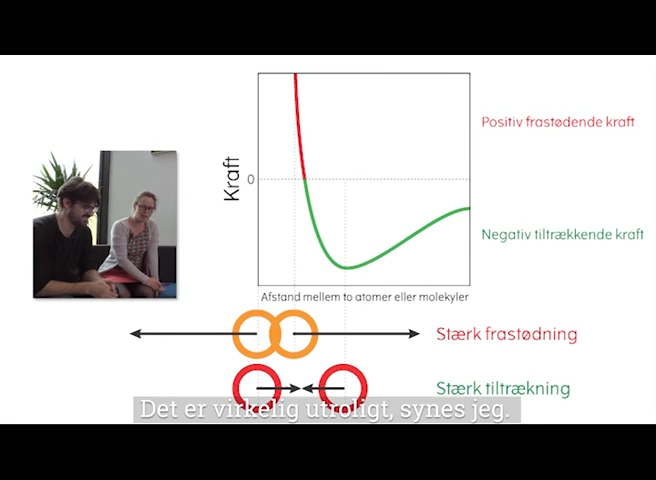 Positiv frastødende kraft
Kraft
0
Negativ tiltrækkende kraft
Afstand mellem to atomer eller molekyler
Stærk frastødning
Stærk tiltrækning
Det er virkelig utroligt, synes jeg.